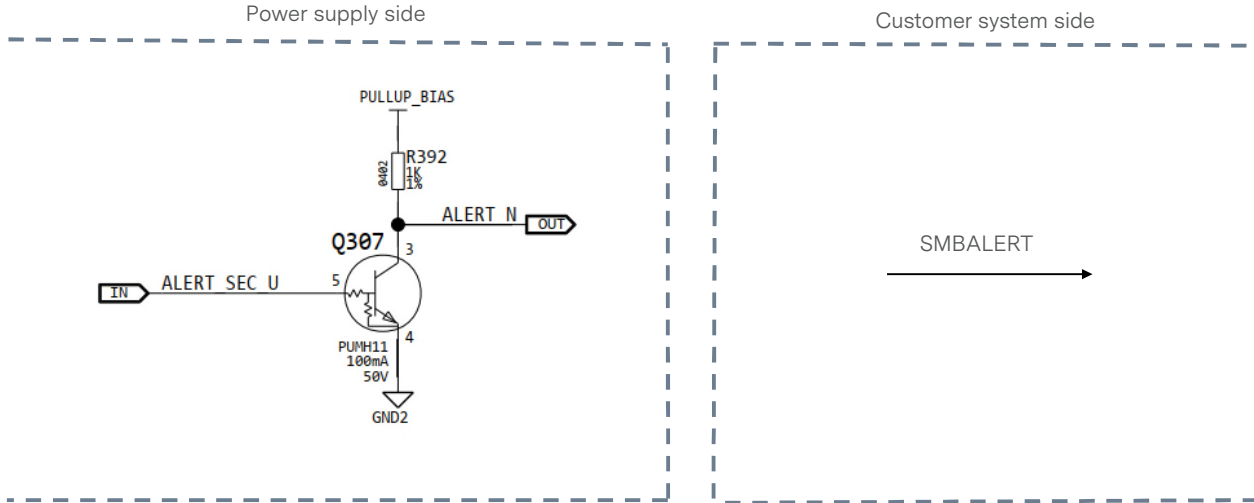 Power supply side
Customer system side
PULLUP_BIAS
R392
0402
1K
1%
ALERT_N
OUT
Q307
3
SMBALERT
IN
ALERT_SEC_U
5
4
PUMH11
100mA
50V
GND2